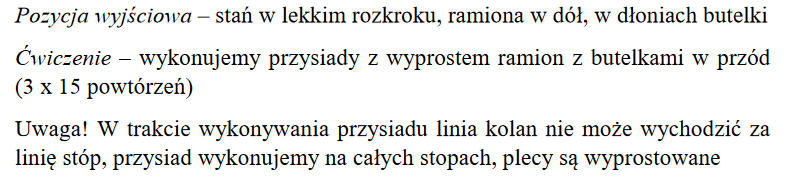 Pozycja wyjściowa – stań w lekkim rozkroku, ramiona w dół, w dłoniach butelki
Ćwiczenie – wykonujemy przysiady z wyprostem ramion z butelkami w przód
(3 x 15 powtórzeń)
Uwaga! W trakcie wykonywania przysiadu linia kolan nie może wychodzić za
linię stóp, przysiad wykonujemy na całych stopach, plecy są wyprostowane